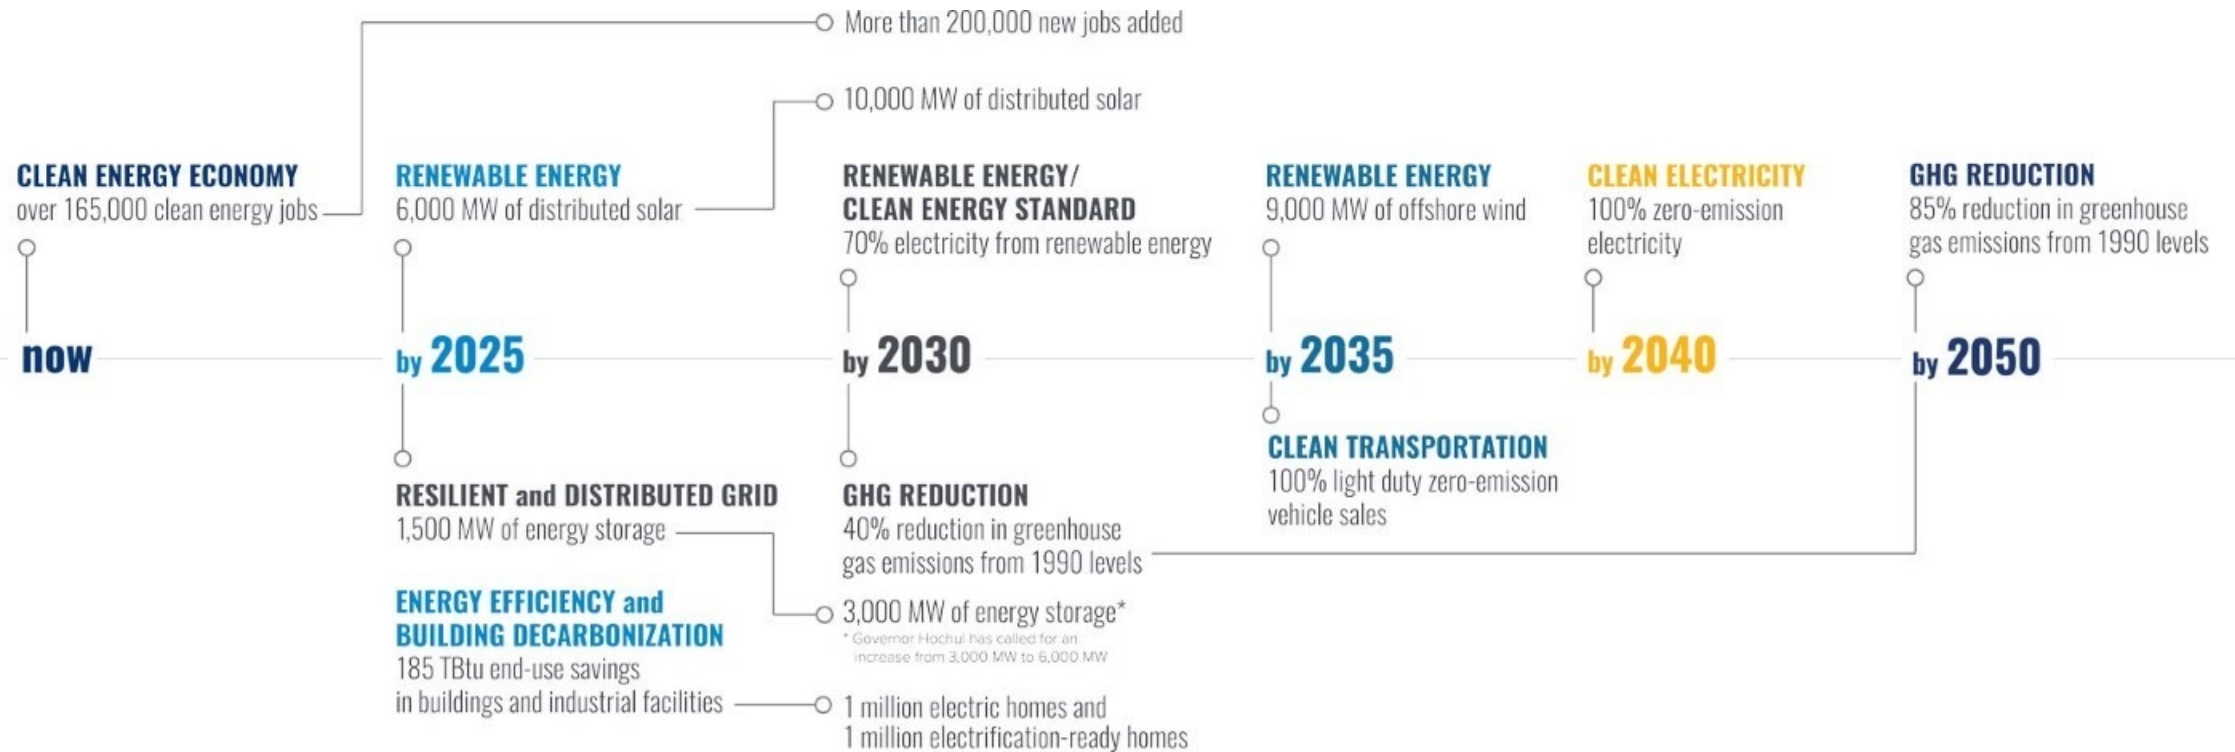 More than 200,000 new jobs added
10,000 MW of distributed solar
CLEAN ENERGY ECONOMY
over 165,000 clean energy jobs
RENEWABLE ENERGY
6,000 MW of distributed solar
RENEWABLE ENERGY/
CLEAN ENERGY STANDARD
70% electricity from renewable energy
RENEWABLE ENERGY
9,000 MW of offshore wind
CLEAN ELECTRICITY
100% zero-emission
electricity
GHG REDUCTION
85% reduction in greenhouse
gas emissions from 1990 levels
now
by 2025
by 2030
by 2035
by 2040
by 2050
RESILIENT and DISTRIBUTED GRID
1,500 MW of energy storage
ENERGY EFFICIENCY and
BUILDING DECARBONIZATION
185 TBtu end-use savings
in buildings and industrial facilities
GHG REDUCTION
40% reduction in greenhouse
gas emissions from 1990 levels
3,000 MW of energy storage*
* Governor Hochul has called for an
increase from 3,000 MW to 6,000 MW
1 million electric homes and
1 million electrification-ready homes
CLEAN TRANSPORTATION
100% light duty zero-emission
vehicle sales